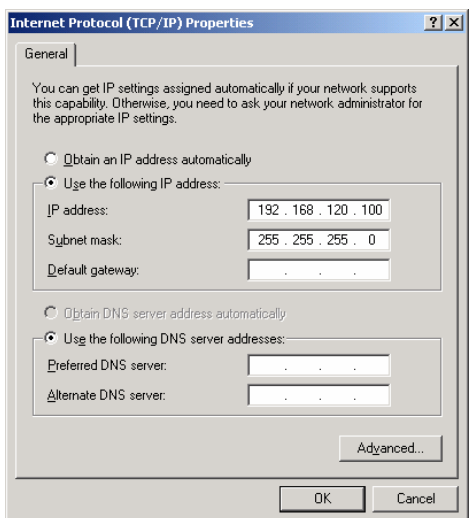 Internet Protocol (TCP/IP) Properties ? X
General
You can get IP settings assigned automatically if your network supports
this capability. Otherwise, you need to ask your network administrator for
the appropriate IP settings.
Obtain an IP address automatically
Use the following IP address:
IP address: 192 . 168 . 120 . 100
Subnet mask: 255 . 255 . 255 . 0
Default gateway: . . .
Obtain DNS server address automatically
Use the following DNS server addresses:
Preferred DNS server: . . .
Alternate DNS server: . . .
Advanced...
OK Cancel